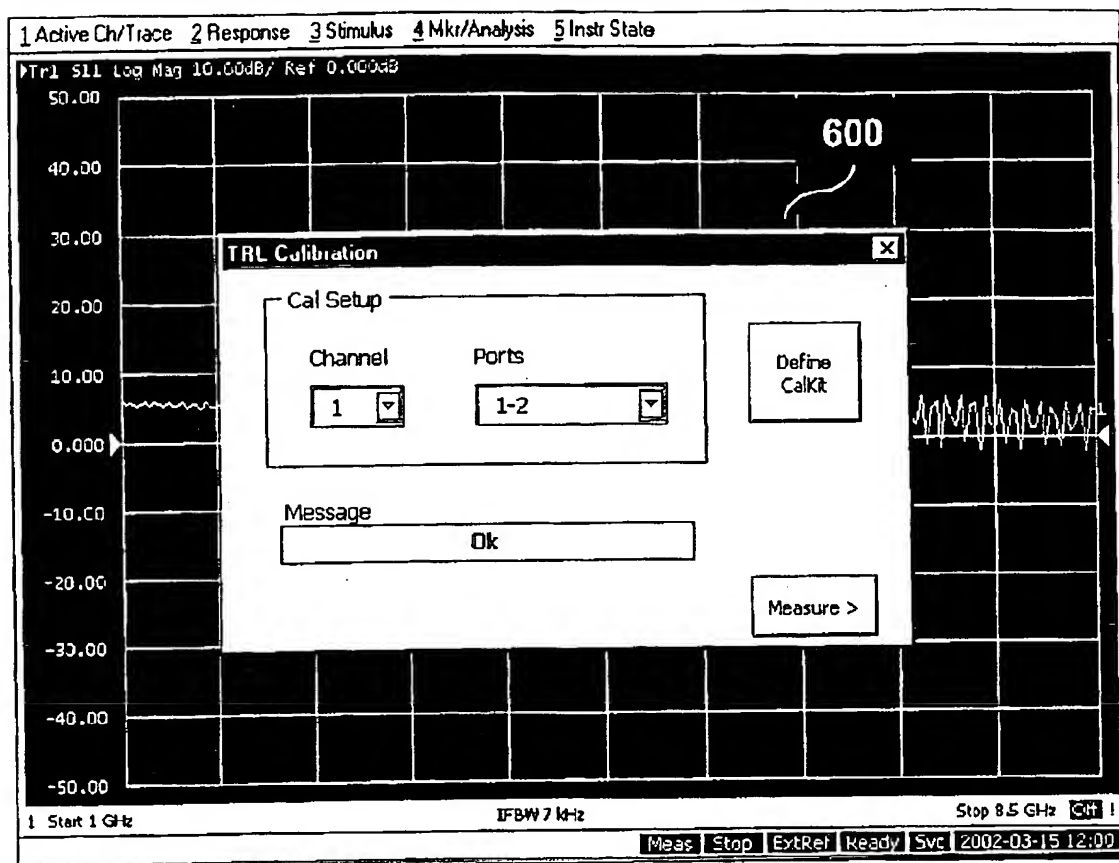 1 Active Ch/Trace 2 Response 3 Stimulus 4 Mkr/Analysis 5 Instr State
Tr1 S11 Log Mag 10.00dB/ Ref 0.000dB
50.00
600
40.00
30.00
TRL Calibration
Cal Setup
20.00
Channel Ports
Define
CalKit
10.00
1 1-2
1
0.000
-10.00
Message
Ok
-20.00
Measure >
-30.00
-40.00
-50.00
1 Start 1 GHz IFBW 7 kHz Stop 8.5 GHz Off !
Meas Stop ExtRef Ready Svc 2002-03-15 12:00